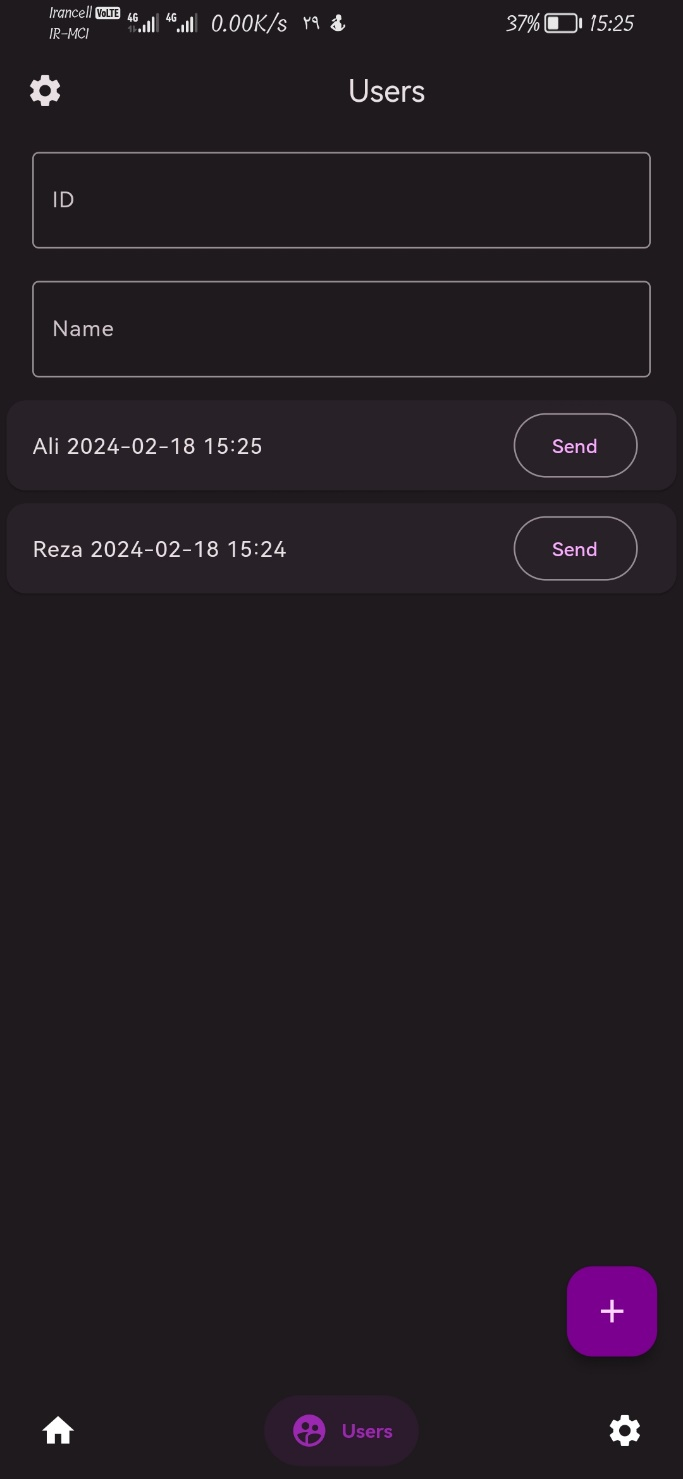 Irancell VoLTE 4G 4G 0.00K/s ۲۹ 37% 15:25
IR-MCI
Users
ID
Name
Ali 2024-02-18 15:25 Send
Reza 2024-02-18 15:24 Send
+
Users